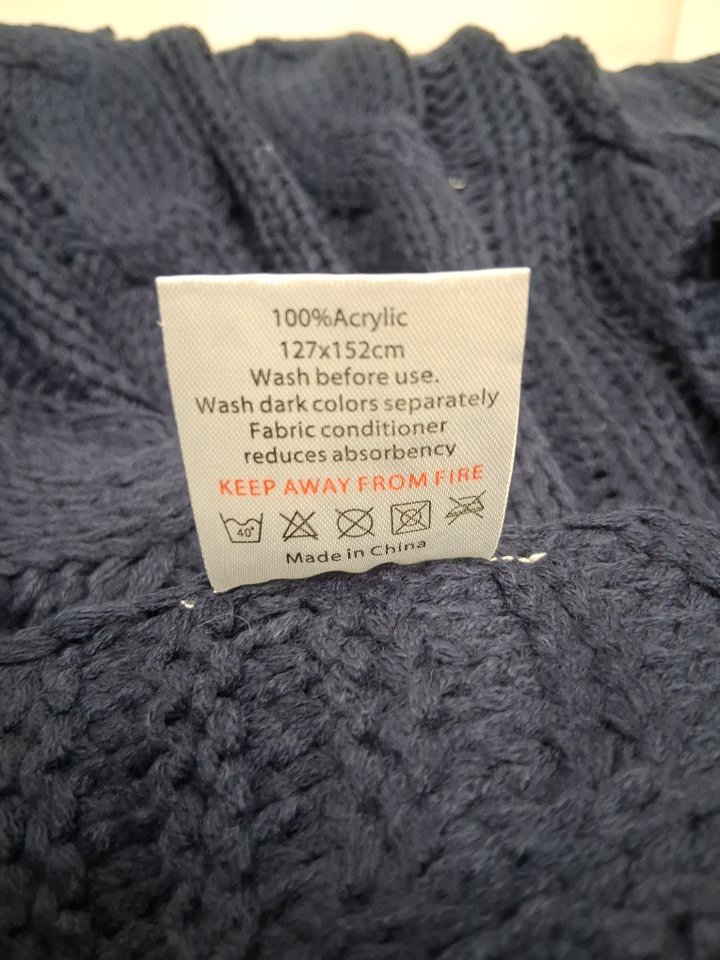 100%Acrylic
127x152cm
Wash before use.
Wash dark colors separately
Fabric conditioner
reduces absorbency
KEEP AWAY FROM FIRE
40°
Made in China